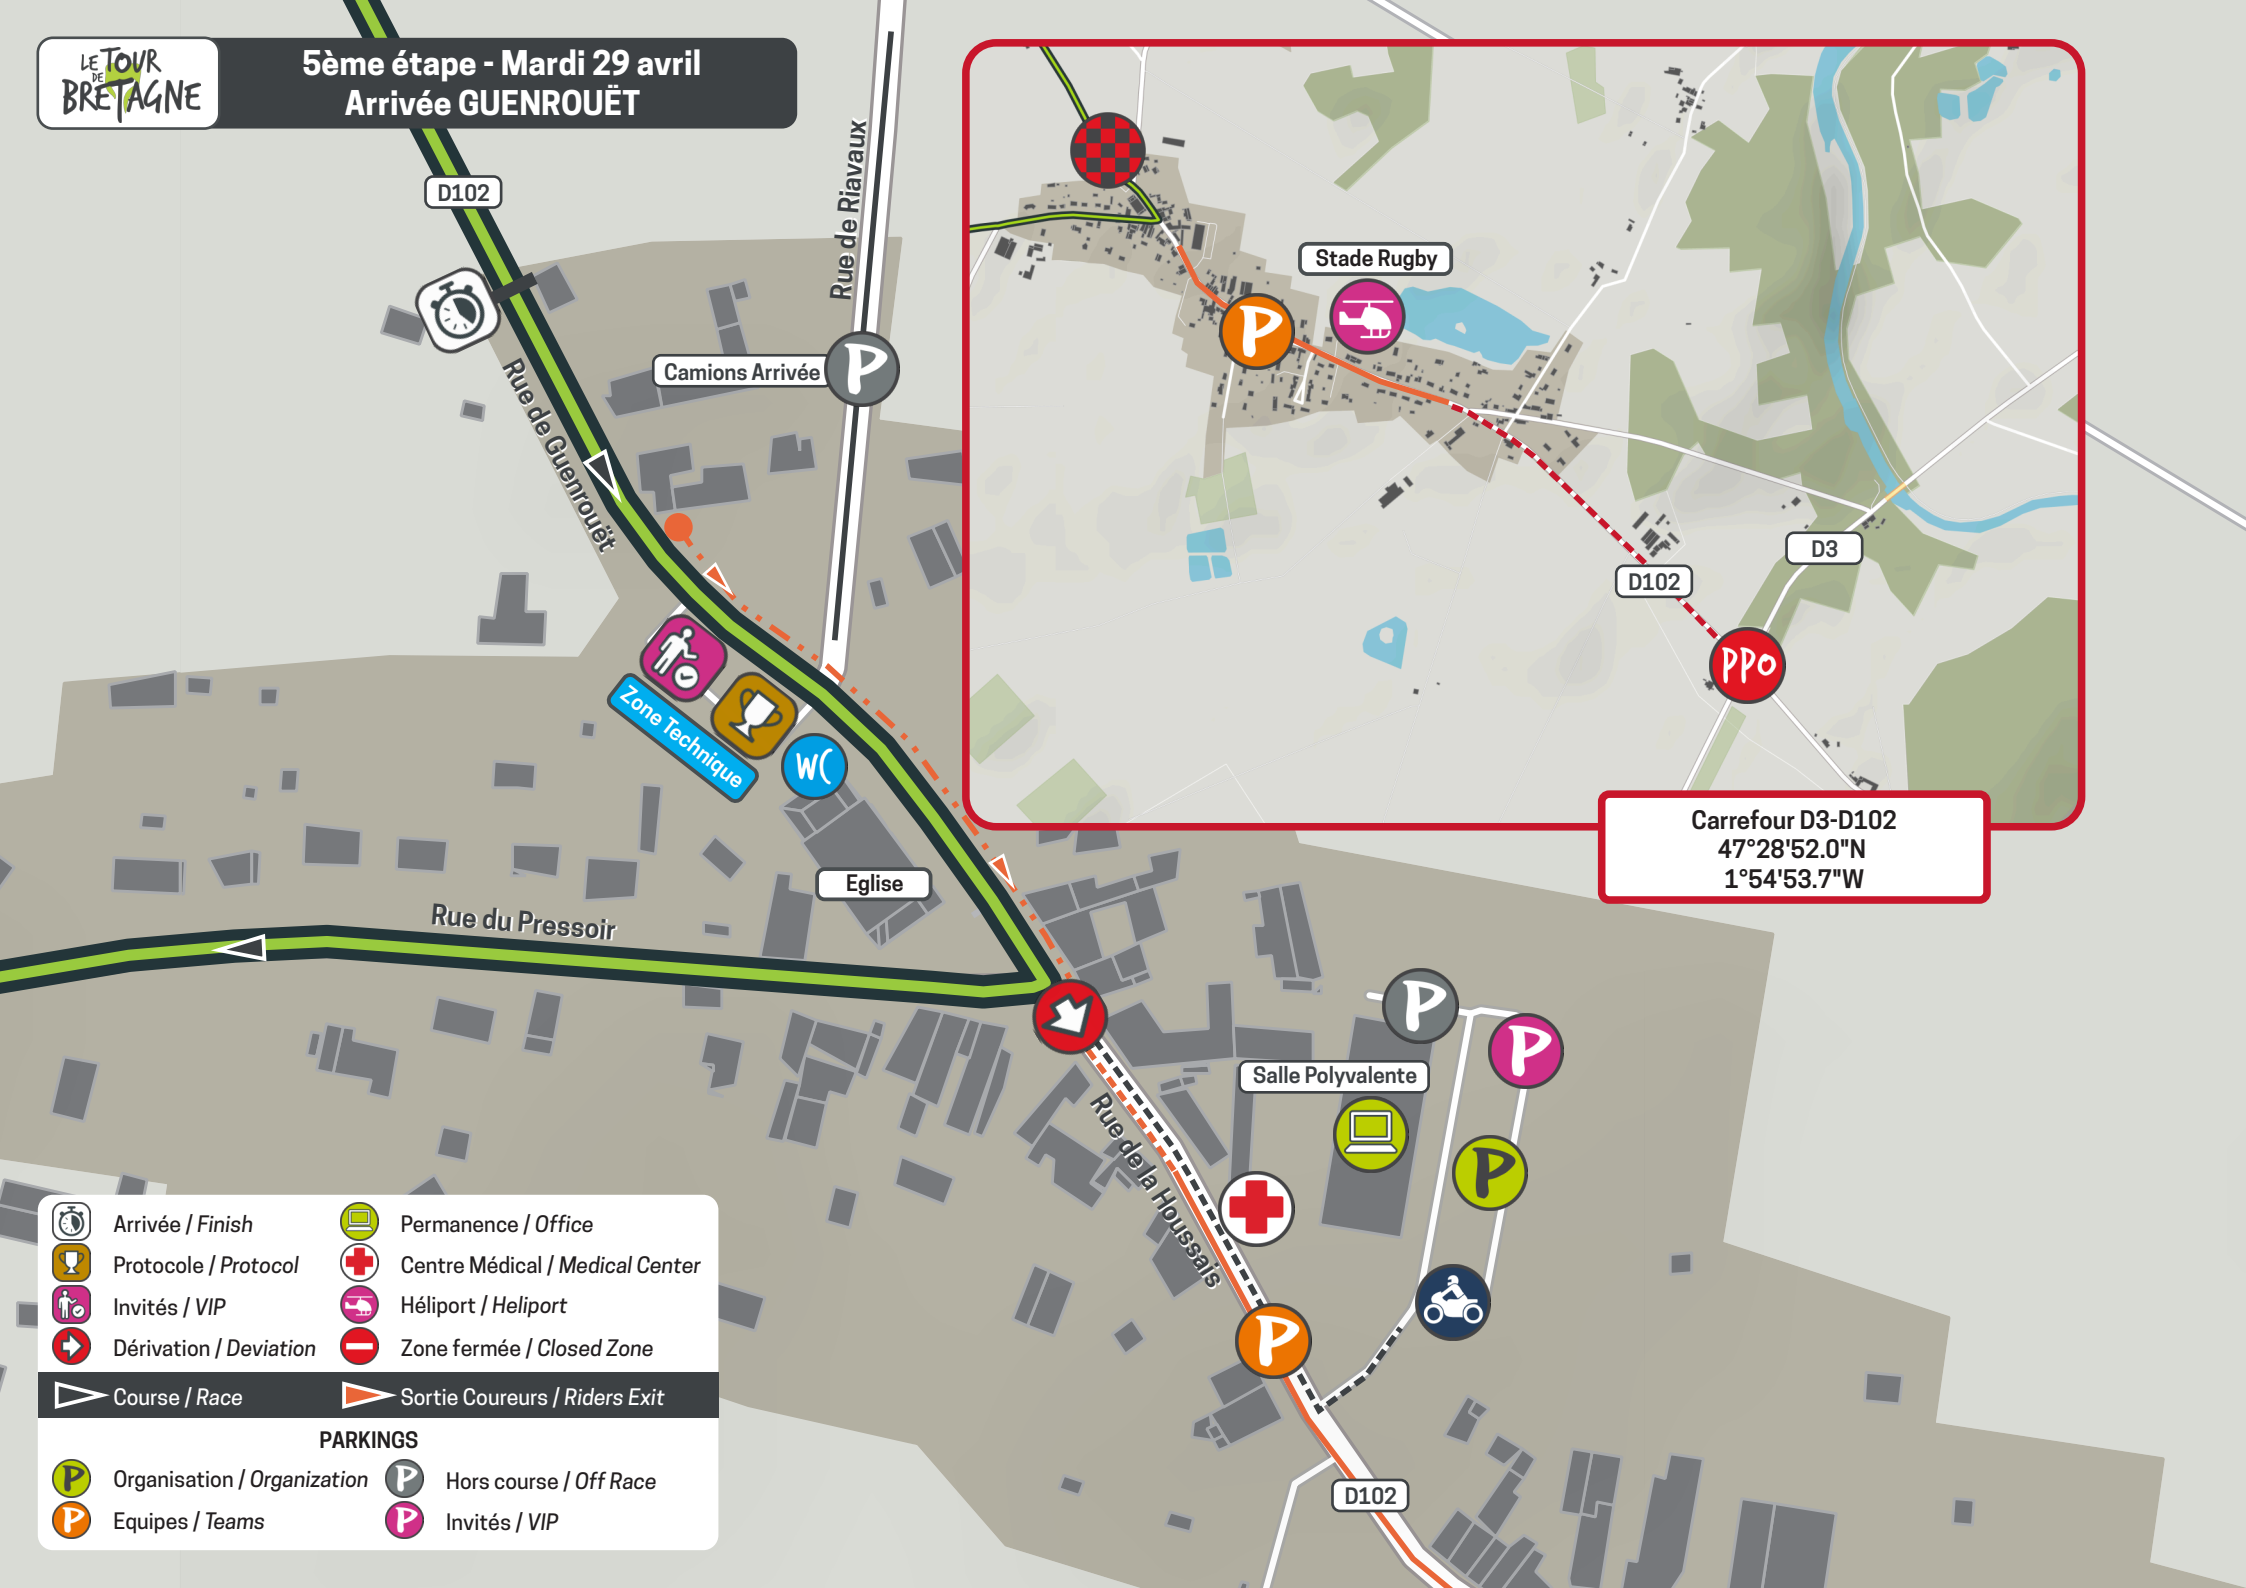 LE TOUR
DE
BRETAGNE
5ème étape - Mardi 29 avril
Arrivée GUENROUËT
D102
Rue de Riavaux
Camions Arrivée
P
Rue de Guenrouët
Zone Technique
WC
Eglise
Rue du Pressoir
Stade Rugby
P
D3
D102
PPO
Carrefour D3-D102
47°28'52.0"N
1°54'53.7"W
P
P
Salle Polyvalente
P
Rue de la Houssais
P
D102
Arrivée / Finish
Protocole / Protocol
Invités / VIP
Dérivation / Deviation
Permanence / Office
Centre Médical / Medical Center
Héliport / Heliport
Zone fermée / Closed Zone
Course / Race
Sortie Coureurs / Riders Exit
PARKINGS
P Organisation / Organization
P Hors course / Off Race
P Equipes / Teams
P Invités / VIP